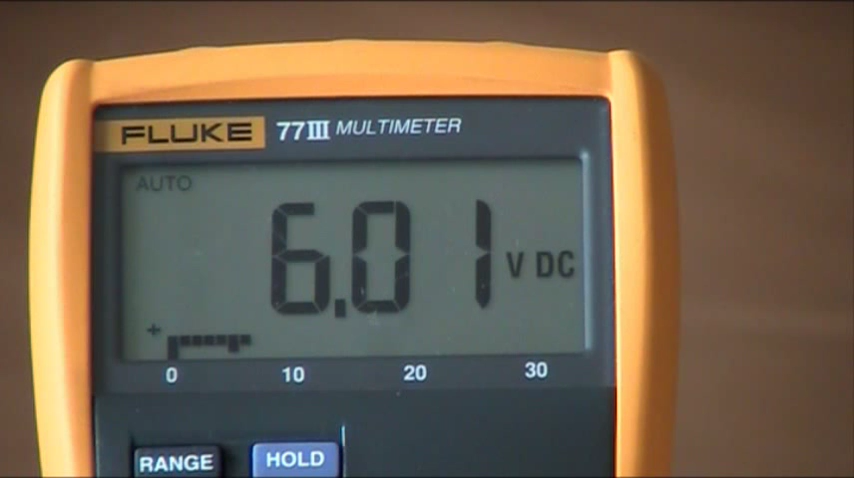 FLUKE 77III MULTIMETER
AUTO
6.01 V DC
+
0 10 20 30
RANGE HOLD